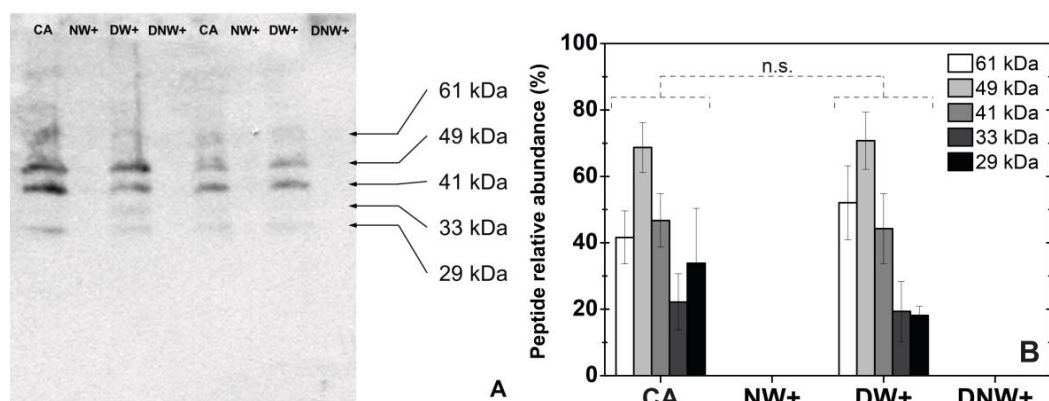 CA NW+ DW+ DNW+ CA NW+ DW+ DNW+
61 kDa
49 kDa
41 kDa
33 kDa
29 kDa
A
Peptide relative abundance (%)
100
80
60
40
20
0
n.s.
61 kDa
49 kDa
41 kDa
33 kDa
29 kDa
B
CA NW+ DW+ DNW+